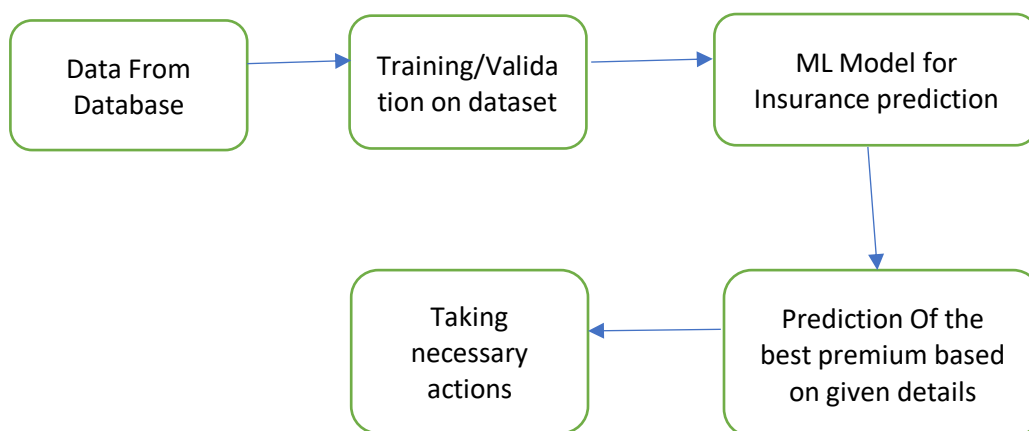 Data From
Database
Training/Valida
tion on dataset
ML Model for
Insurance prediction
Prediction Of the
best premium based
on given details
Taking
necessary
actions